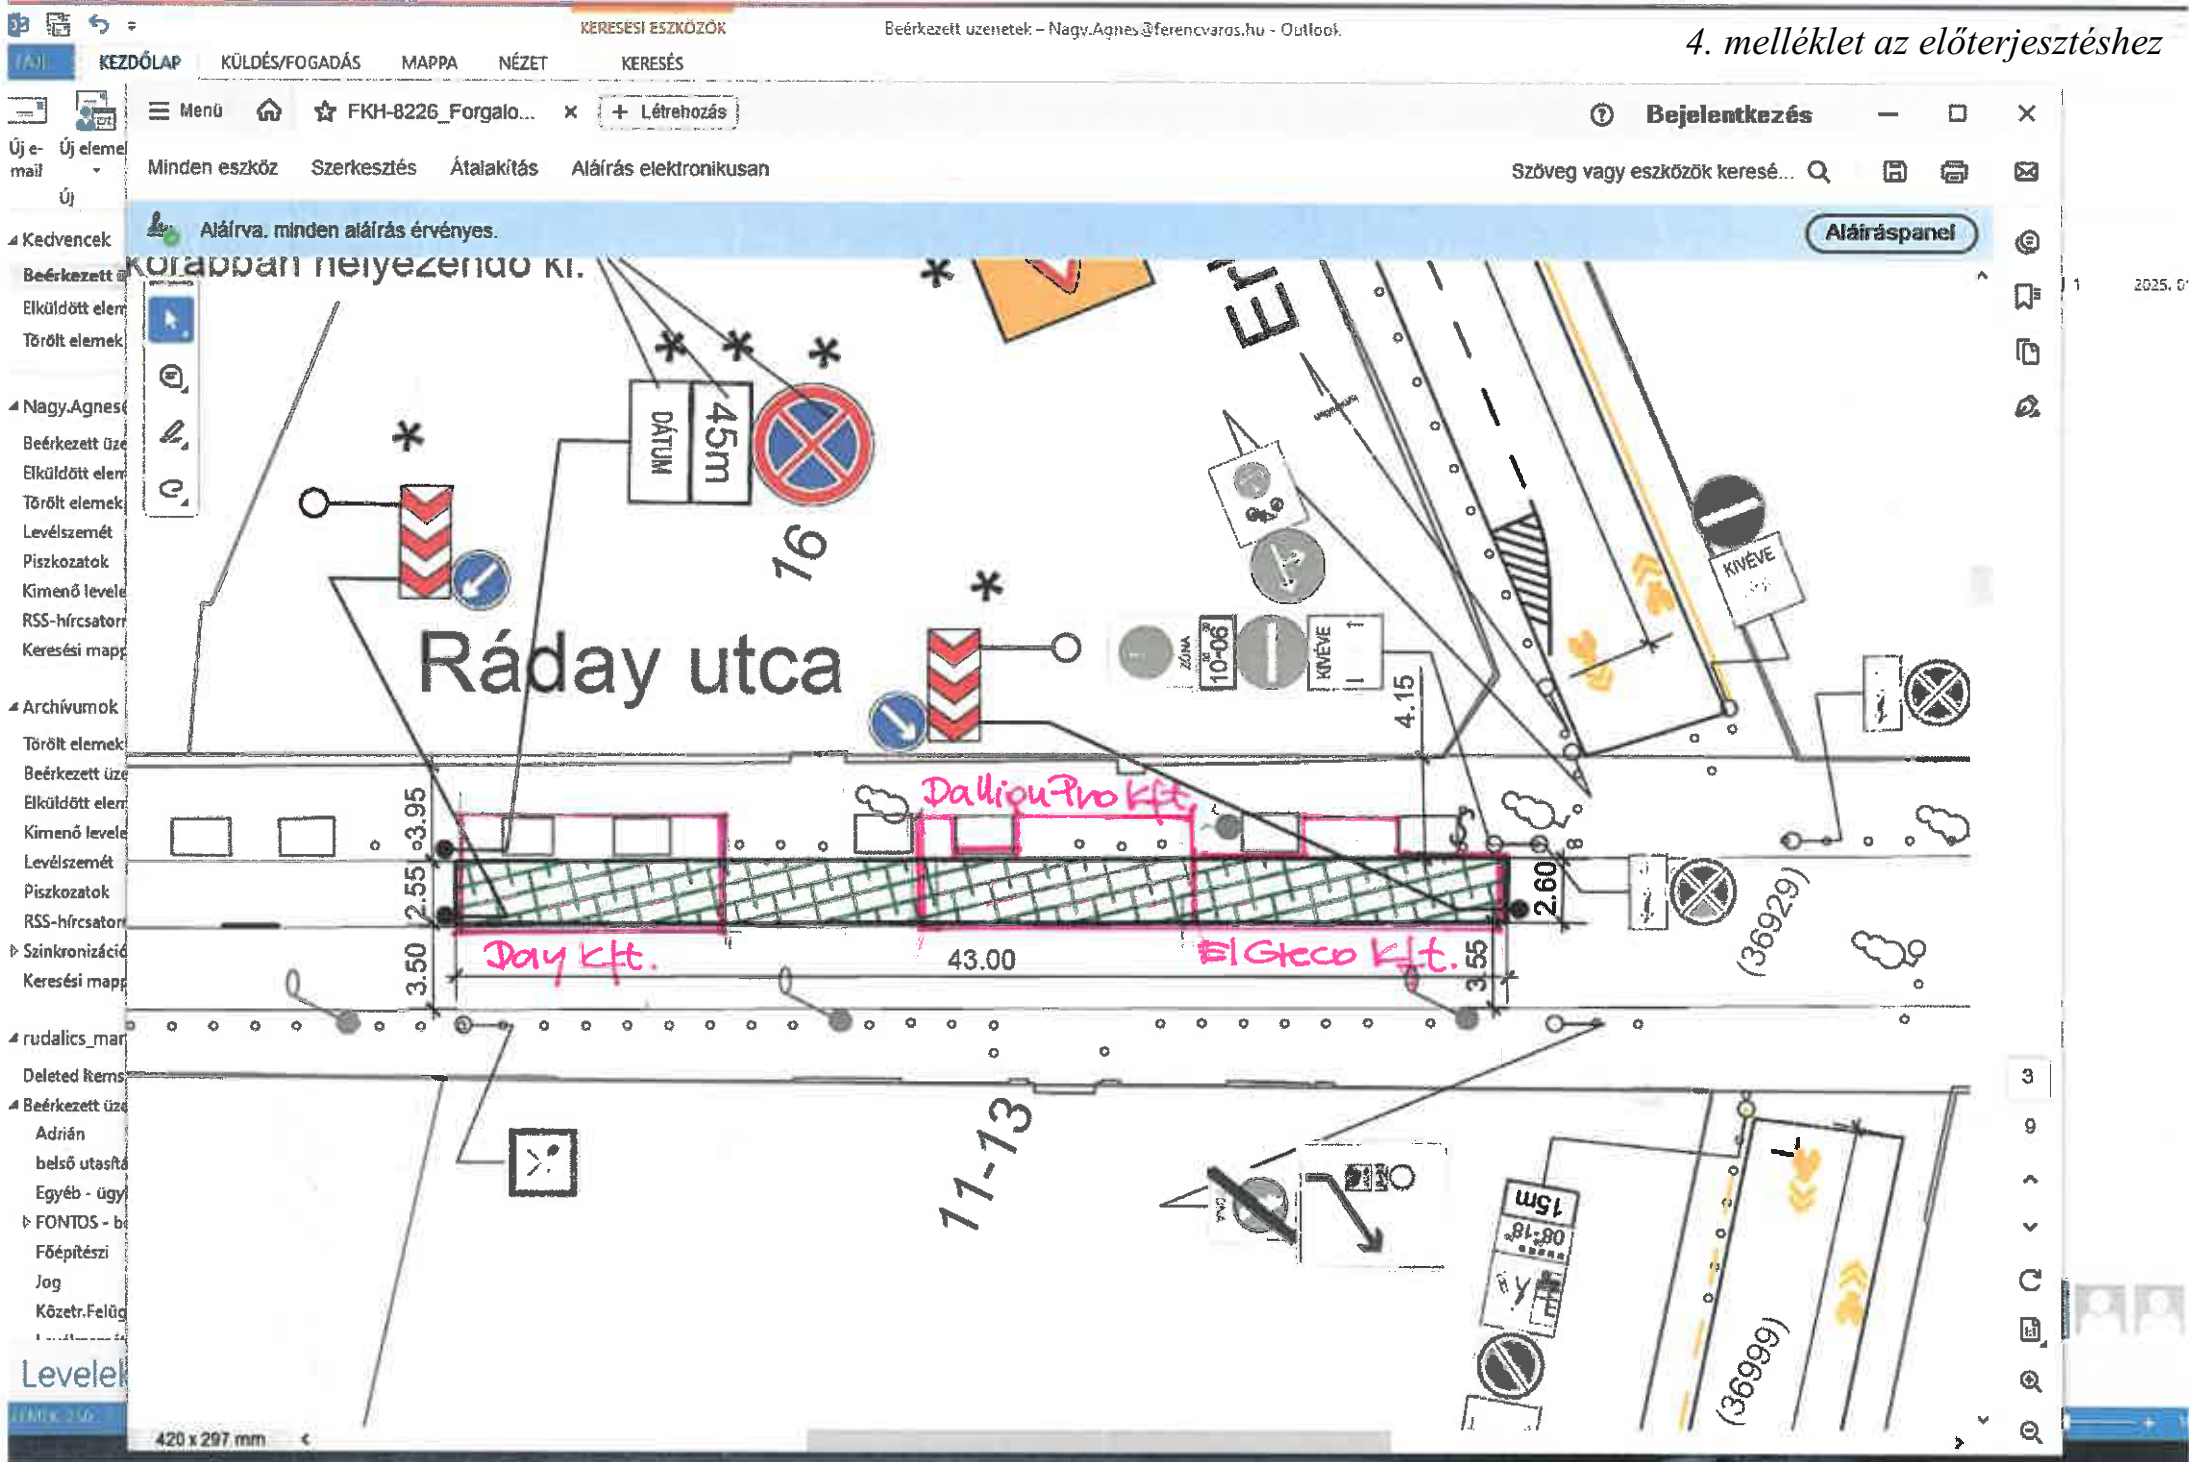 KERESÉSI ESZKÖZÖK
Beérkezett üzenetek – Nagy.Agnes@ferencvaros.hu - Outlook
4. melléklet az előterjesztéshez
FÁJL
KEZDŐLAP
KÜLDÉS/FOGADÁS
MAPPA
NÉZET
KERESÉS
Menü
FKH-8226_Forgalo...
+ Létrehozás
Bejelentkezés
Új e-mail
Új eleme
Új
Minden eszköz
Szerkesztés
Átalakítás
Aláírás elektronikusan
Szöveg vagy eszközök keresé...
Aláírva, minden aláírás érvényes.
Aláíráspanel
Kedvencek
Beérkezett ü
Elküldött elem
Törölt elemek
Nagy.Agnes
Beérkezett üze
Elküldött elem
Törölt elemek
Levélszemét
Piszkozatok
Kimenő levele
RSS-hírcsatorn
Keresési mapp
Archívumok
Törölt elemek
Beérkezett üze
Elküldött elem
Kimenő levele
Levélszemét
Piszkozatok
RSS-hírcsatorn
Szinkronizáció
Keresési mapp
rudalics_mar
Deleted Items
Beérkezett üze
Adrián
belső utasítá
Egyéb - ügy
FONTOS - be
Főépítészi
Jog
Közetr.Felüg
Levelek
korábban helyezendő ki.
DÁTUM
45m
16
Ráday utca
ZÓNA
10-06
KIVÉVE
KIVÉVE
4.15
3.95
2.55
3.50
Dallion Pro Kft.
Day Kft.
43.00
El Greco Kft.
2.60
3.55
(36929)
11-13
15m
08-18
(36999)
1
2025. 01
3
9
420 x 297 mm